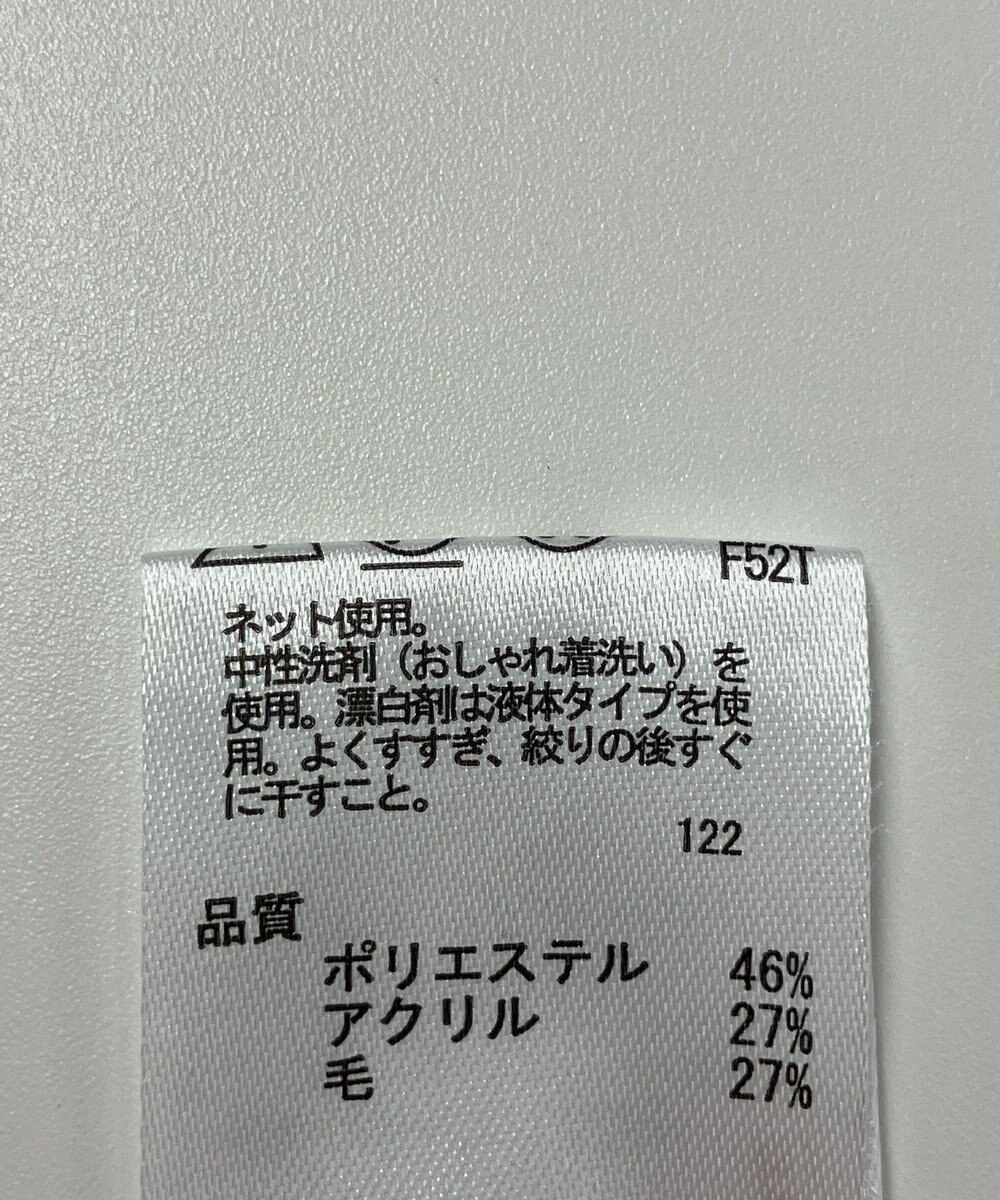 F52T
ネット使用。
中性洗剤（おしゃれ着洗い）を
使用。漂白剤は液体タイプを使
用。よくすすぎ、絞りの後すぐ
に干すこと。
122
品質
ポリエステル 46%
アクリル 27%
毛 27%